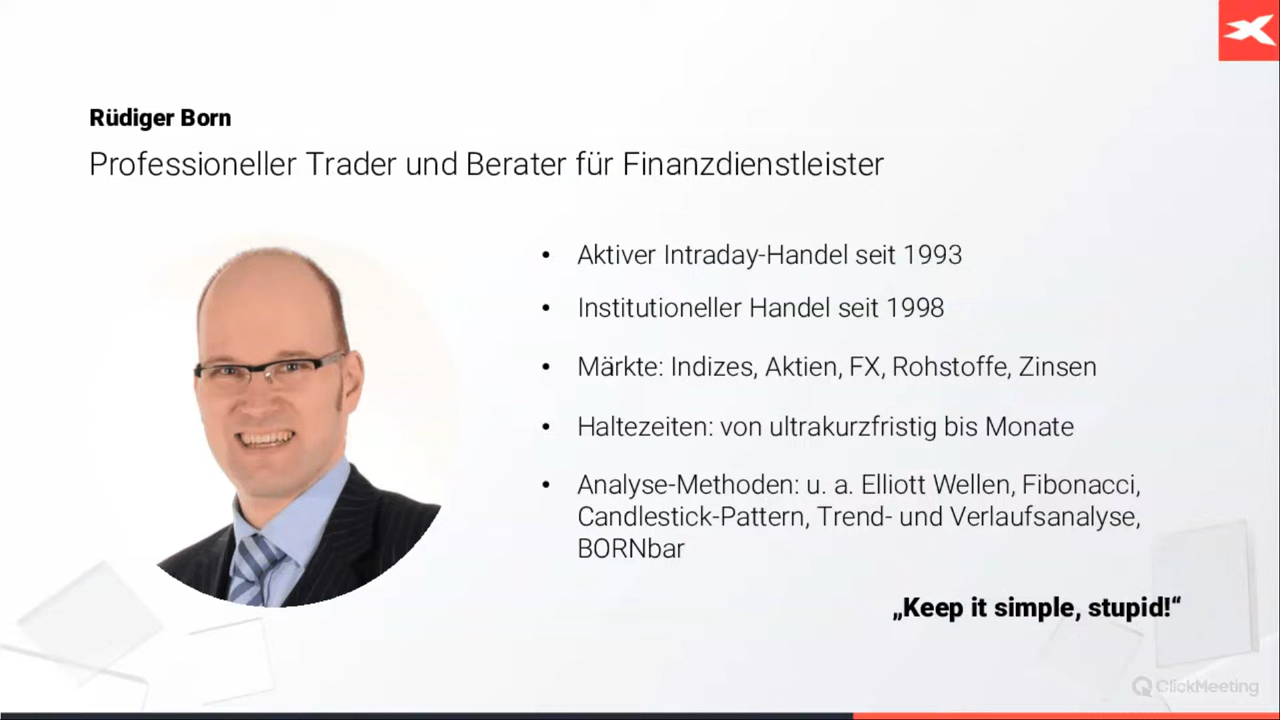 Rüdiger Born
Professioneller Trader und Berater für Finanzdienstleister
• Aktiver Intraday-Handel seit 1993
• Institutioneller Handel seit 1998
• Märkte: Indizes, Aktien, FX, Rohstoffe, Zinsen
• Haltezeiten: von ultrakurzfristig bis Monate
• Analyse-Methoden: u. a. Elliott Wellen, Fibonacci,
Candlestick-Pattern, Trend- und Verlaufsanalyse,
BORNbar
„Keep it simple, stupid!“
ClickMeeting